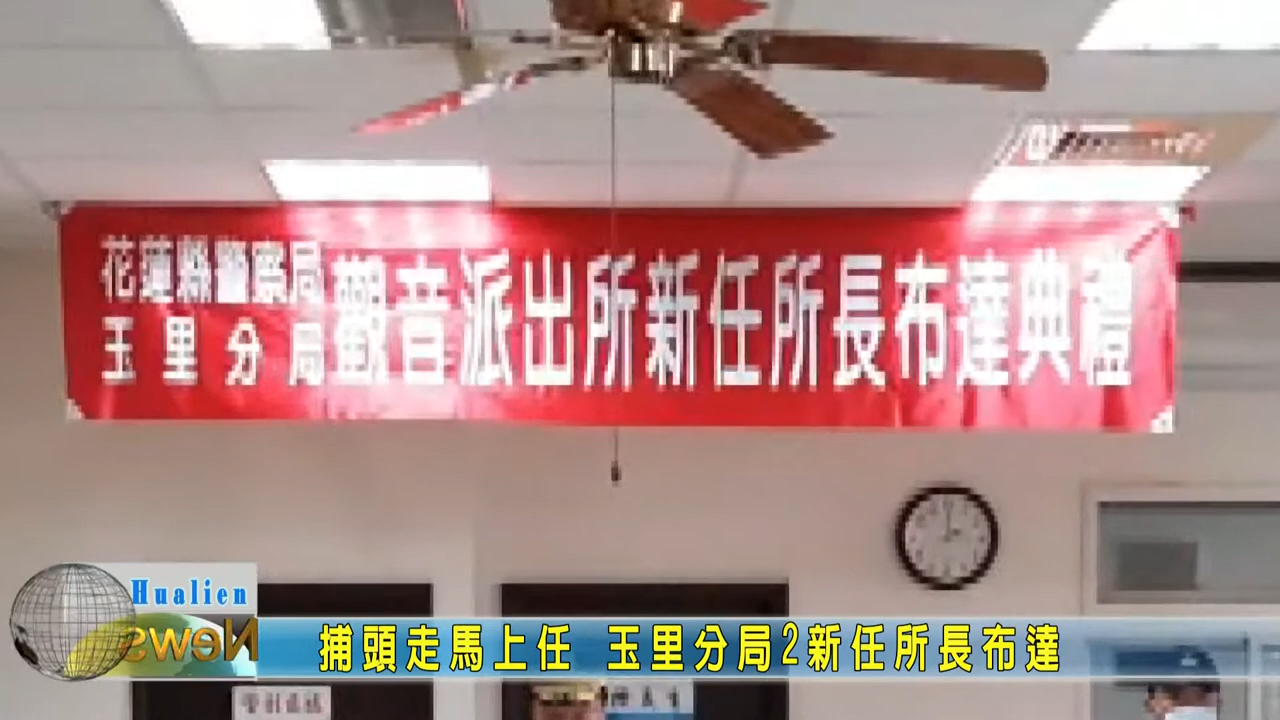 花蓮縣警察局
玉里分局
觀音派出所新任所長布達典禮
Hualien
News
捕頭走馬上任 玉里分局2新任所長布達